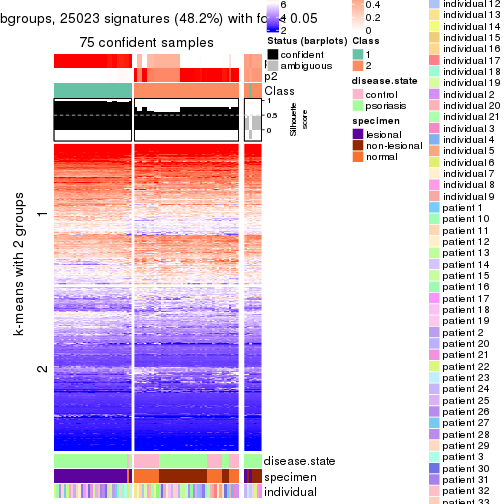 bgroups, 25023 signatures (48.2%) with fdr < 0.05
75 confident samples
p2
Class
1
0.5
0
Silhouette
score
k-means with 2 groups
1
2
disease.state
specimen
individual
6
4
2
Status (barplots)
confident
ambiguous
0.4
0.2
0
Class
1
2
disease.state
control
psoriasis
specimen
lesional
non-lesional
normal
individual 12
individual 13
individual 14
individual 15
individual 16
individual 17
individual 18
individual 19
individual 2
individual 20
individual 21
individual 3
individual 4
individual 5
individual 6
individual 7
individual 8
individual 9
patient 1
patient 10
patient 11
patient 12
patient 13
patient 14
patient 15
patient 16
patient 17
patient 18
patient 19
patient 2
patient 20
patient 21
patient 22
patient 23
patient 24
patient 25
patient 26
patient 27
patient 28
patient 29
patient 3
patient 30
patient 31
patient 32
patient 33